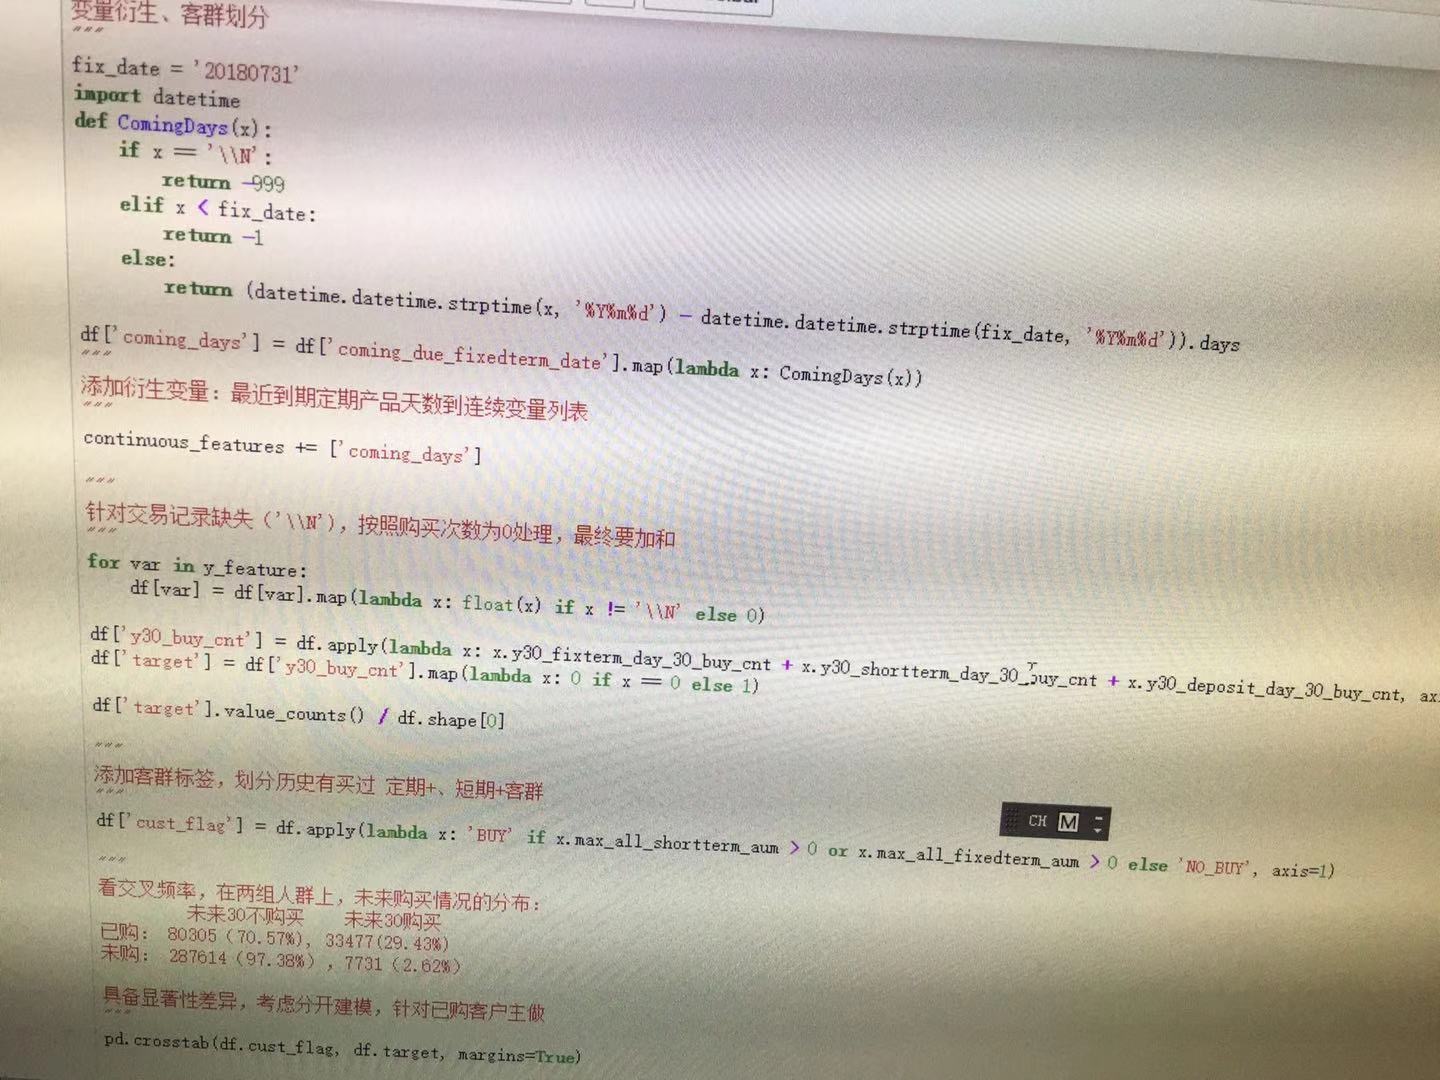 变量衍生、客群划分
"""
fix_date = '20180731'
import datetime
def ComingDays(x):
    if x == '\\N':
        return -999
    elif x < fix_date:
        return -1
    else:
        return (datetime.datetime.strptime(x, '%Y%m%d') - datetime.datetime.strptime(fix_date, '%Y%m%d')).days
df['coming_days'] = df['coming_due_fixedterm_date'].map(lambda x: ComingDays(x))
"""
添加衍生变量：最近到期定期产品天数到连续变量列表
"""
continuous_features += ['coming_days']
"""
针对交易记录缺失（'\\N'），按照购买次数为0处理，最终要加和
"""
for var in y_feature:
    df[var] = df[var].map(lambda x: float(x) if x != '\\N' else 0)
df['y30_buy_cnt'] = df.apply(lambda x: x.y30_fixterm_day_30_buy_cnt + x.y30_shortterm_day_30_buy_cnt + x.y30_deposit_day_30_buy_cnt, ax
df['target'] = df['y30_buy_cnt'].map(lambda x: 0 if x == 0 else 1)
df['target'].value_counts() / df.shape[0]
"""
添加客群标签，划分历史有买过 定期+、短期+客群
"""
CH M
df['cust_flag'] = df.apply(lambda x: 'BUY' if x.max_all_shortterm_aum > 0 or x.max_all_fixedterm_aum > 0 else 'NO_BUY', axis=1)
"""
看交叉频率，在两组人群上，未来购买情况的分布：
未来30不购买 未来30购买
已购： 80305（70.57%), 33477(29.43%)
未购： 287614（97.38%），7731（2.62%）
具备显著性差异，考虑分开建模，针对已购客户主做
"""
pd.crosstab(df.cust_flag, df.target, margins=True)